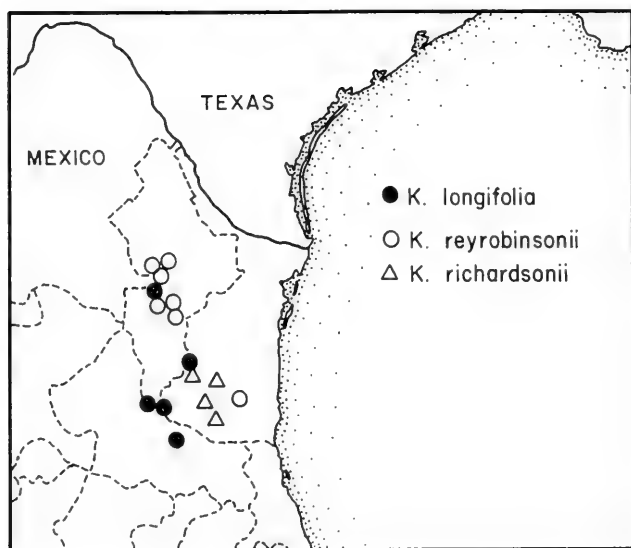 TEXAS
MEXICO
K. longifolia
K. reyrobinsonii
K. richardsonii